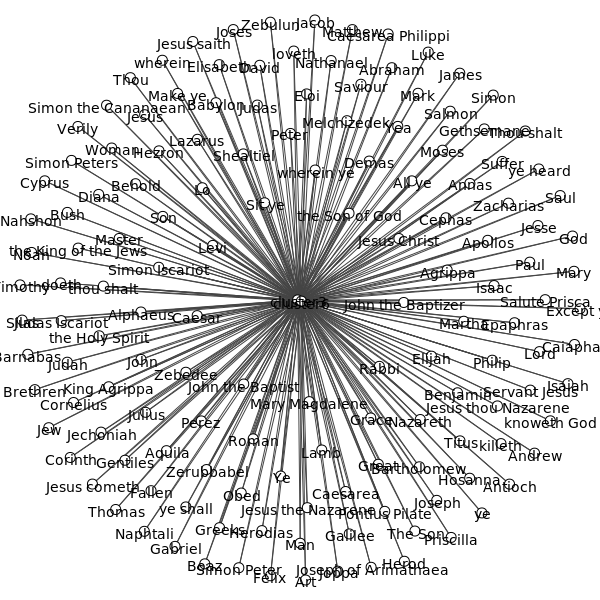 Zebulun
Jacob
Joses
Matthew
Caesarea Philippi
Jesus saith
loveth
Luke
wherein
Elisabeth
David
Nathanael
Abraham
Thou
Saviour
James
Make ye
Babylon
Judas
Eloi
Mark
Simon
Simon the Cananaean
Jesus
Salmon
Verily
Peter
Melchizedek
Yea
Gethsemane
Thou shalt
Lazarus
Woman
Hezron
Shealtiel
Moses
Simon Peters
wherein ye
Demas
Suffer
ye heard
Cyprus
Diana
Behold
Lo
All ye
Annas
Saul
Sit ye
Zacharias
Nahshon
Rush
Son
the Son of God
Cephas
Jesse
Master
the King of the Jews
Levi
Jesus Christ
Apollos
God
Noah
Simon Iscariot
Agrippa
Paul
Mary
Timothy
doeth
thou shalt
Isaac
John the Baptizer
Salute Prisca
Except
Alphaeus
Caesar
Judas Iscariot
Martha
Epaphras
the Holy Spirit
Caiapha
Barnabas
Judah
John
Elijah
Philip
Lord
Zebedee
Rabbi
Brethren
King Agrippa
John the Baptist
Isaiah
Cornelius
Mary Magdalene
Benjamin
Servant Jesus
Julius
Jesus thou Nazarene
Jew
Jechoniah
Perez
Grace
Nazareth
knoweth God
Roman
Titus
killeth
Corinth
Gentiles
Aquila
Lamb
Andrew
Zerubbabel
Great
Bartholomew
Jesus cometh
Fallen
Ye
Hosanna
Antioch
Obed
Caesarea
Thomas
ye shall
Jesus the Nazarene
Pontius Pilate
Joseph
ye
Naphtali
Greeks
Herodias
Galilee
The Son
Priscilla
Gabriel
Man
Boaz
Simon Peter
Joseph of Arimathaea
Herod
Felix
Art
Joppa